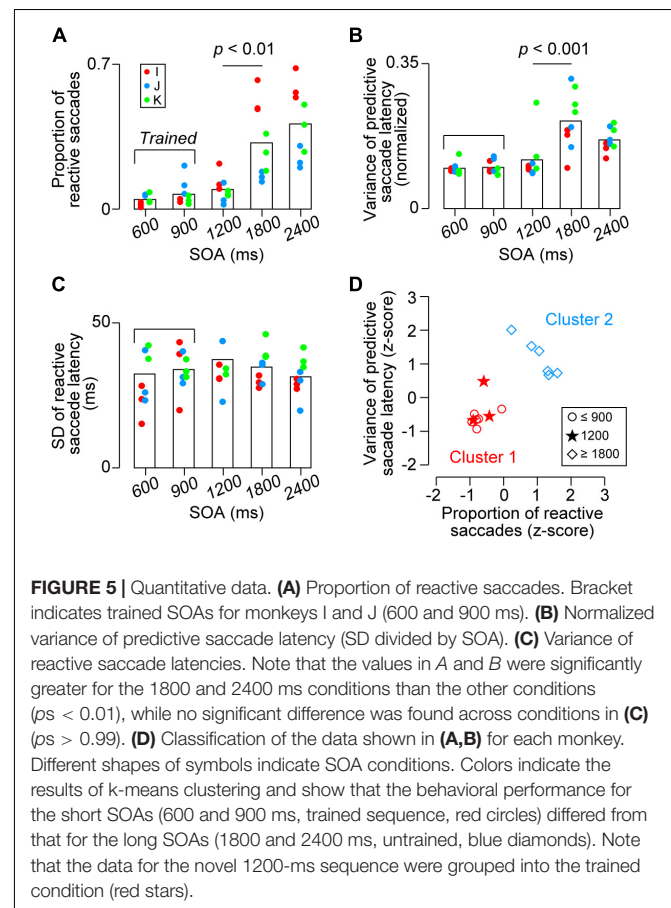 A
p < 0.01
0.7
I
J
K
Trained
Proportion of
reactive saccades
0
600
900
1200
1800
2400
SOA (ms)
B
p < 0.001
0.35
Variance of predictive
saccade latency
(normalized)
0
600
900
1200
1800
2400
SOA (ms)
C
50
SD of reactive
saccade latency
(ms)
0
600
900
1200
1800
2400
SOA (ms)
D
3
2
1
0
-1
-2
Variance of predictive
sacade latency (z-score)
Cluster 2
Cluster 1
≤ 900
1200
≥ 1800
-2 -1 0 1 2 3
Proportion of reactive
saccades (z-score)
FIGURE 5 | Quantitative data. (A) Proportion of reactive saccades. Bracket
indicates trained SOAs for monkeys I and J (600 and 900 ms). (B) Normalized
variance of predictive saccade latency (SD divided by SOA). (C) Variance of
reactive saccade latencies. Note that the values in A and B were significantly
greater for the 1800 and 2400 ms conditions than the other conditions
(ps < 0.01), while no significant difference was found across conditions in (C)
(ps > 0.99). (D) Classification of the data shown in (A,B) for each monkey.
Different shapes of symbols indicate SOA conditions. Colors indicate the
results of k-means clustering and show that the behavioral performance for
the short SOAs (600 and 900 ms, trained sequence, red circles) differed from
that for the long SOAs (1800 and 2400 ms, untrained, blue diamonds). Note
that the data for the novel 1200-ms sequence were grouped into the trained
condition (red stars).